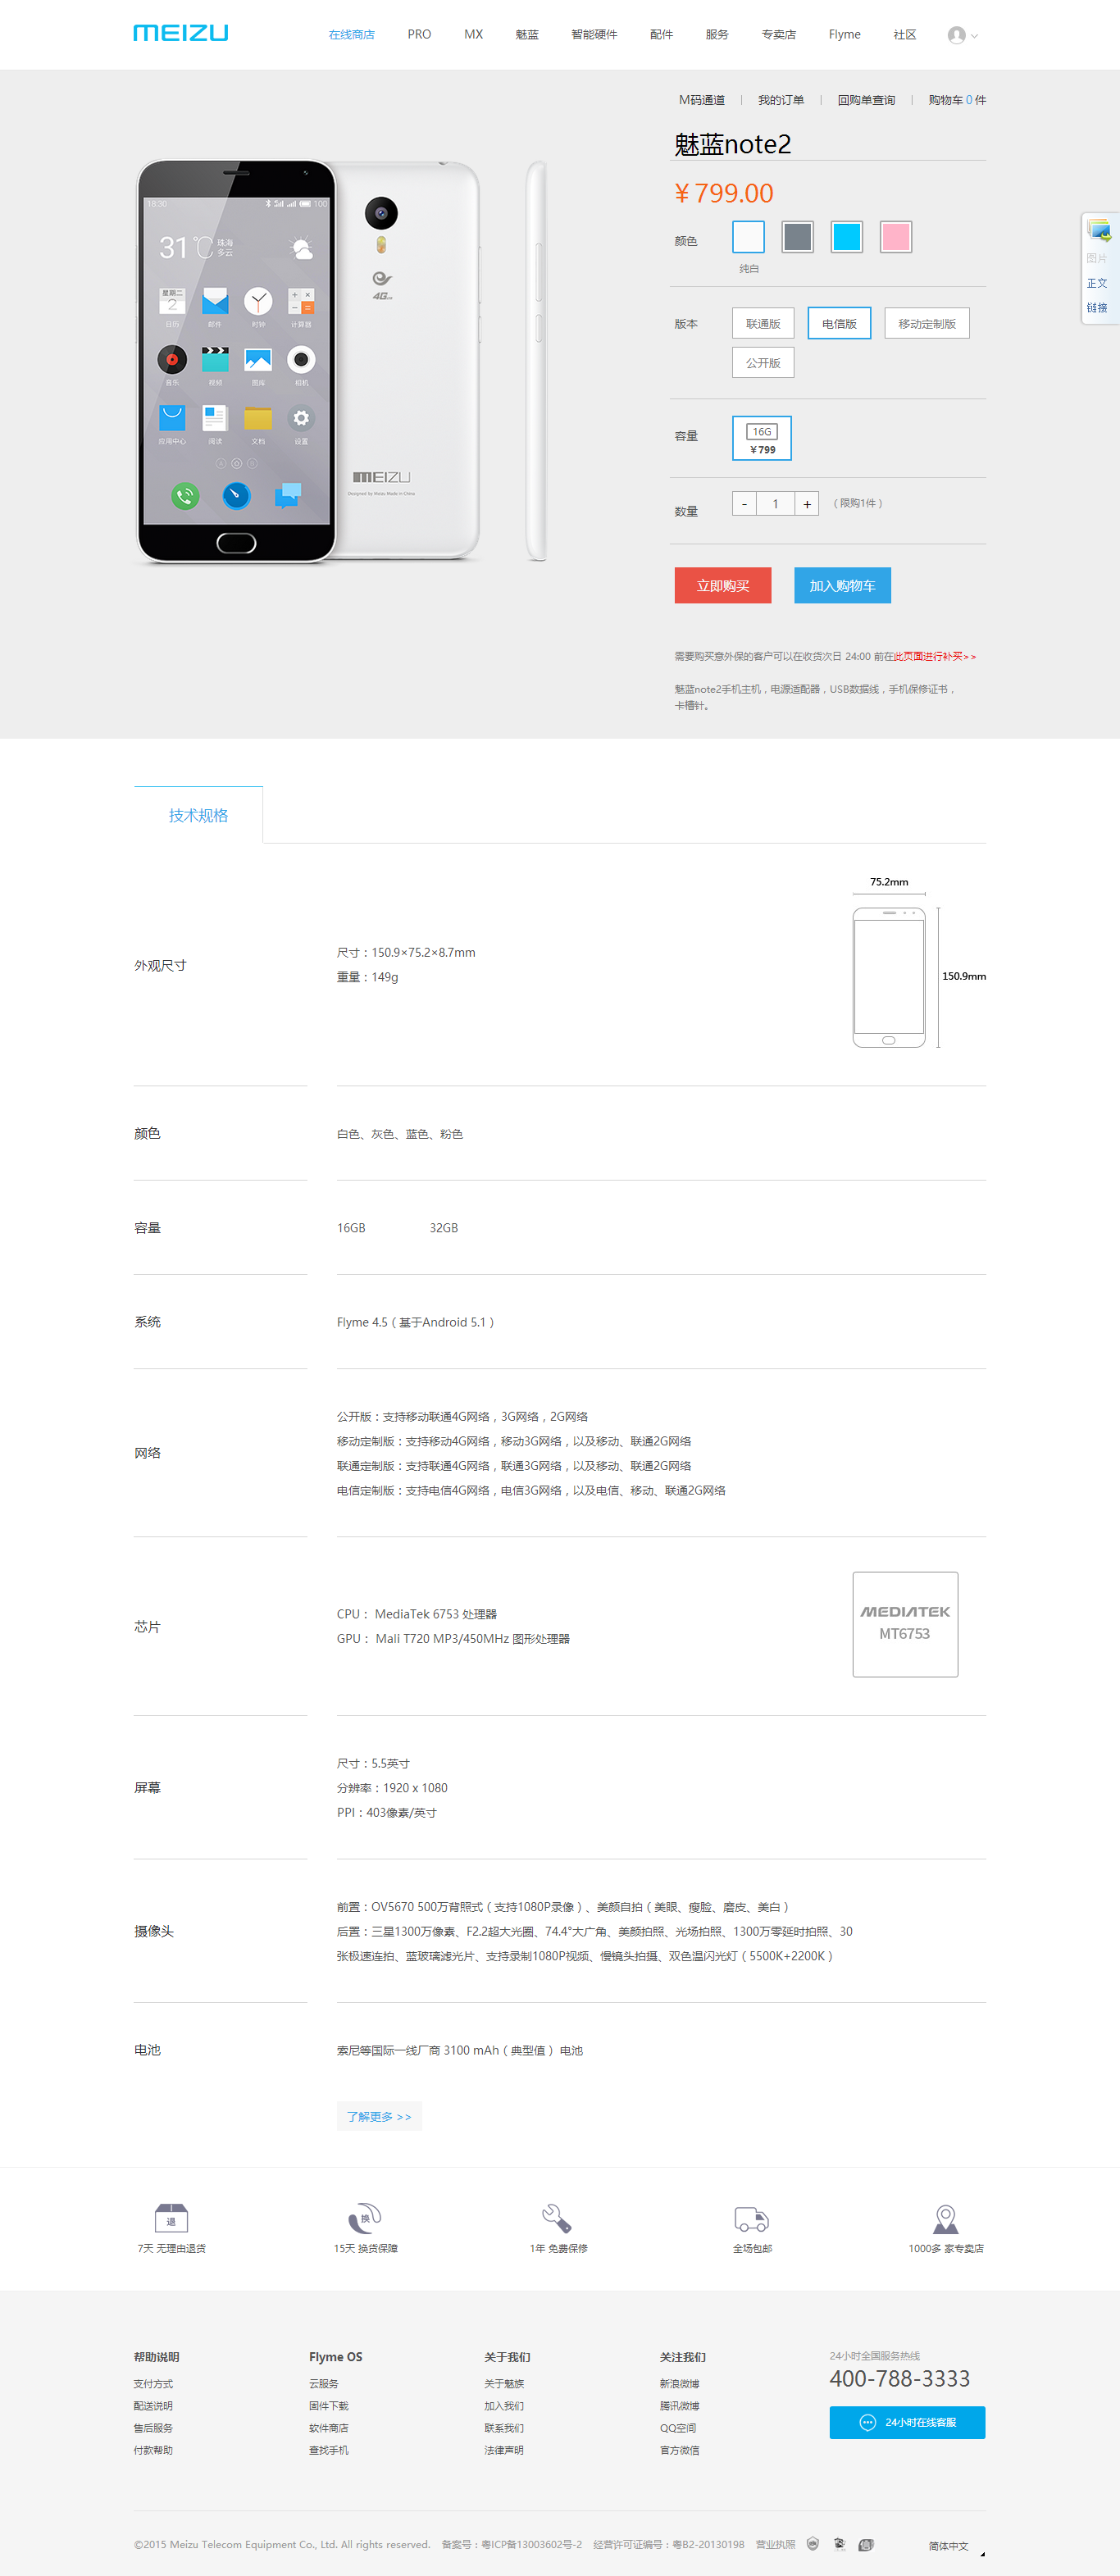 MEIZU
在线商店 PRO MX 魅蓝 智能硬件 配件 服务 专卖店 Flyme 社区
M码通道 | 我的订单 | 回购单查询 | 购物车 0 件
魅蓝note2
¥ 799.00
颜色
纯白
版本 联通版 电信版 移动定制版
公开版
容量 16G
¥799
数量 - 1 + （限购1件）
立即购买 加入购物车
需要购买意外保的客户可以在收货次日 24:00 前在此页面进行补买>>
魅蓝note2手机主机，电源适配器，USB数据线，手机保修证书，
卡槽针。
图片
正文
链接
18:30 100
31℃ 珠海
多云
星期二
2
日历 邮件 时钟 计算器
音乐 视频 图库 相机
应用中心 阅读 文档 设置
4G
MEIZU
Designed by Meizu Made in China
技术规格
75.2mm
150.9mm
外观尺寸
尺寸：150.9×75.2×8.7mm
重量：149g
颜色
白色、灰色、蓝色、粉色
容量
16GB 32GB
系统
Flyme 4.5（基于Android 5.1）
网络
公开版：支持移动联通4G网络，3G网络，2G网络
移动定制版：支持移动4G网络，移动3G网络，以及移动、联通2G网络
联通定制版：支持联通4G网络，联通3G网络，以及移动、联通2G网络
电信定制版：支持电信4G网络，电信3G网络，以及电信、移动、联通2G网络
芯片
CPU： MediaTek 6753 处理器
GPU： Mali T720 MP3/450MHz 图形处理器
MEDIATEK
MT6753
屏幕
尺寸：5.5英寸
分辨率：1920 x 1080
PPI：403像素/英寸
摄像头
前置：OV5670 500万背照式（支持1080P录像）、美颜自拍（美眼、瘦脸、磨皮、美白）
后置：三星1300万像素、F2.2超大光圈、74.4°大广角、美颜拍照、光场拍照、1300万零延时拍照、30
张极速连拍、蓝玻璃滤光片、支持录制1080P视频、慢镜头拍摄、双色温闪光灯（5500K+2200K）
电池
索尼等国际一线厂商 3100 mAh（典型值）电池
了解更多 >>
退 换
7天 无理由退货 15天 换货保障 1年 免费保修 全场包邮 1000多 家专卖店
帮助说明 Flyme OS 关于我们 关注我们
支付方式 云服务 关于魅族 新浪微博
配送说明 固件下载 加入我们 腾讯微博
售后服务 软件商店 联系我们 QQ空间
付款帮助 查找手机 法律声明 官方微信
24小时全国服务热线
400-788-3333
24小时在线客服
©2015 Meizu Telecom Equipment Co., Ltd. All rights reserved. 备案号：粤ICP备13003602号-2 经营许可证编号：粤B2-20130198 营业执照 简体中文